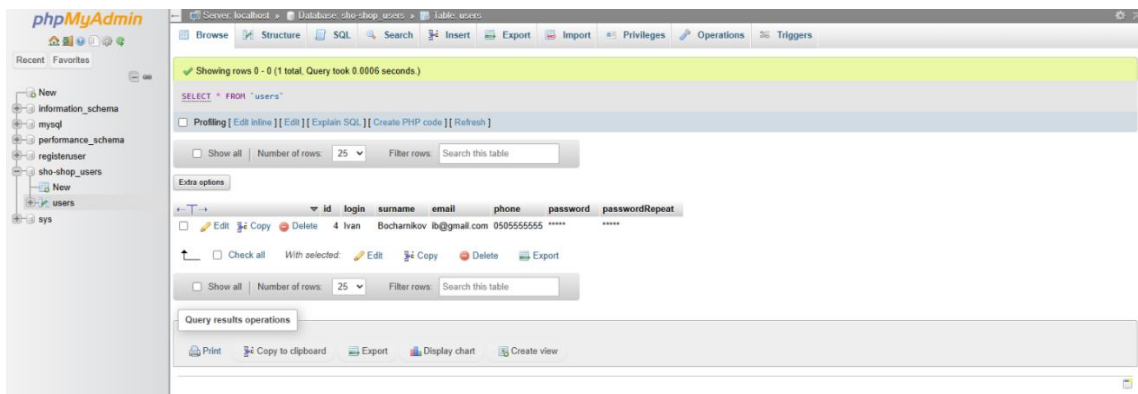 phpMyAdmin
Recent Favorites
New
information_schema
mysql
performance_schema
registeruser
sho-shop_users
New
users
sys
Server: localhost » Database: sho-shop_users » Table: users
Browse Structure SQL Search Insert Export Import Privileges Operations Triggers
Showing rows 0 - 0 (1 total, Query took 0.0006 seconds.)
SELECT * FROM `users`
Profiling [ Edit inline ] [ Edit ] [ Explain SQL ] [ Create PHP code ] [ Refresh ]
Show all | Number of rows: 25 Filter rows: Search this table
Extra options
id login surname email phone password passwordRepeat
Edit Copy Delete 4 Ivan Bocharnikov ib@gmail.com 0505555555 ***** *****
Check all With selected: Edit Copy Delete Export
Show all | Number of rows: 25 Filter rows: Search this table
Query results operations
Print Copy to clipboard Export Display chart Create view